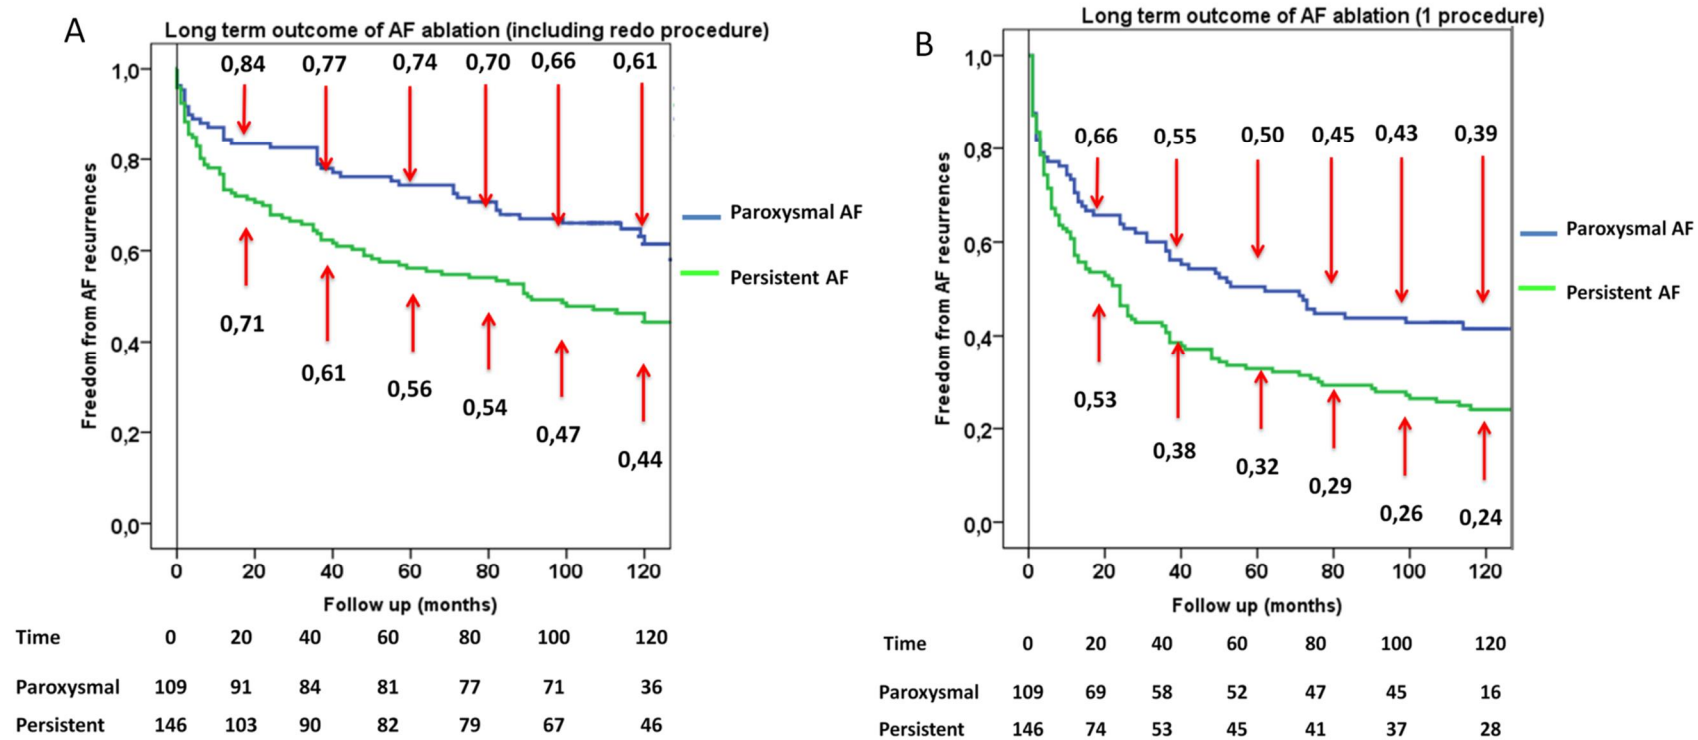 A
Long term outcome of AF ablation (including redo procedure)
0,84 0,77 0,74 0,70 0,66 0,61
1,0
0,8
0,6
0,4
0,2
0,0
Freedom from AF recurrences
0,71 0,61 0,56 0,54 0,47 0,44
Paroxysmal AF
Persistent AF
0 20 40 60 80 100 120
Follow up (months)
Time 0 20 40 60 80 100 120
Paroxysmal 109 91 84 81 77 71 36
Persistent 146 103 90 82 79 67 46
B
Long term outcome of AF ablation (1 procedure)
0,66 0,55 0,50 0,45 0,43 0,39
1,0
0,8
0,6
0,4
0,2
0,0
Freedom from AF recurrences
0,53 0,38 0,32 0,29 0,26 0,24
Paroxysmal AF
Persistent AF
0 20 40 60 80 100 120
Follow up (months)
Time 0 20 40 60 80 100 120
Paroxysmal 109 69 58 52 47 45 16
Persistent 146 74 53 45 41 37 28